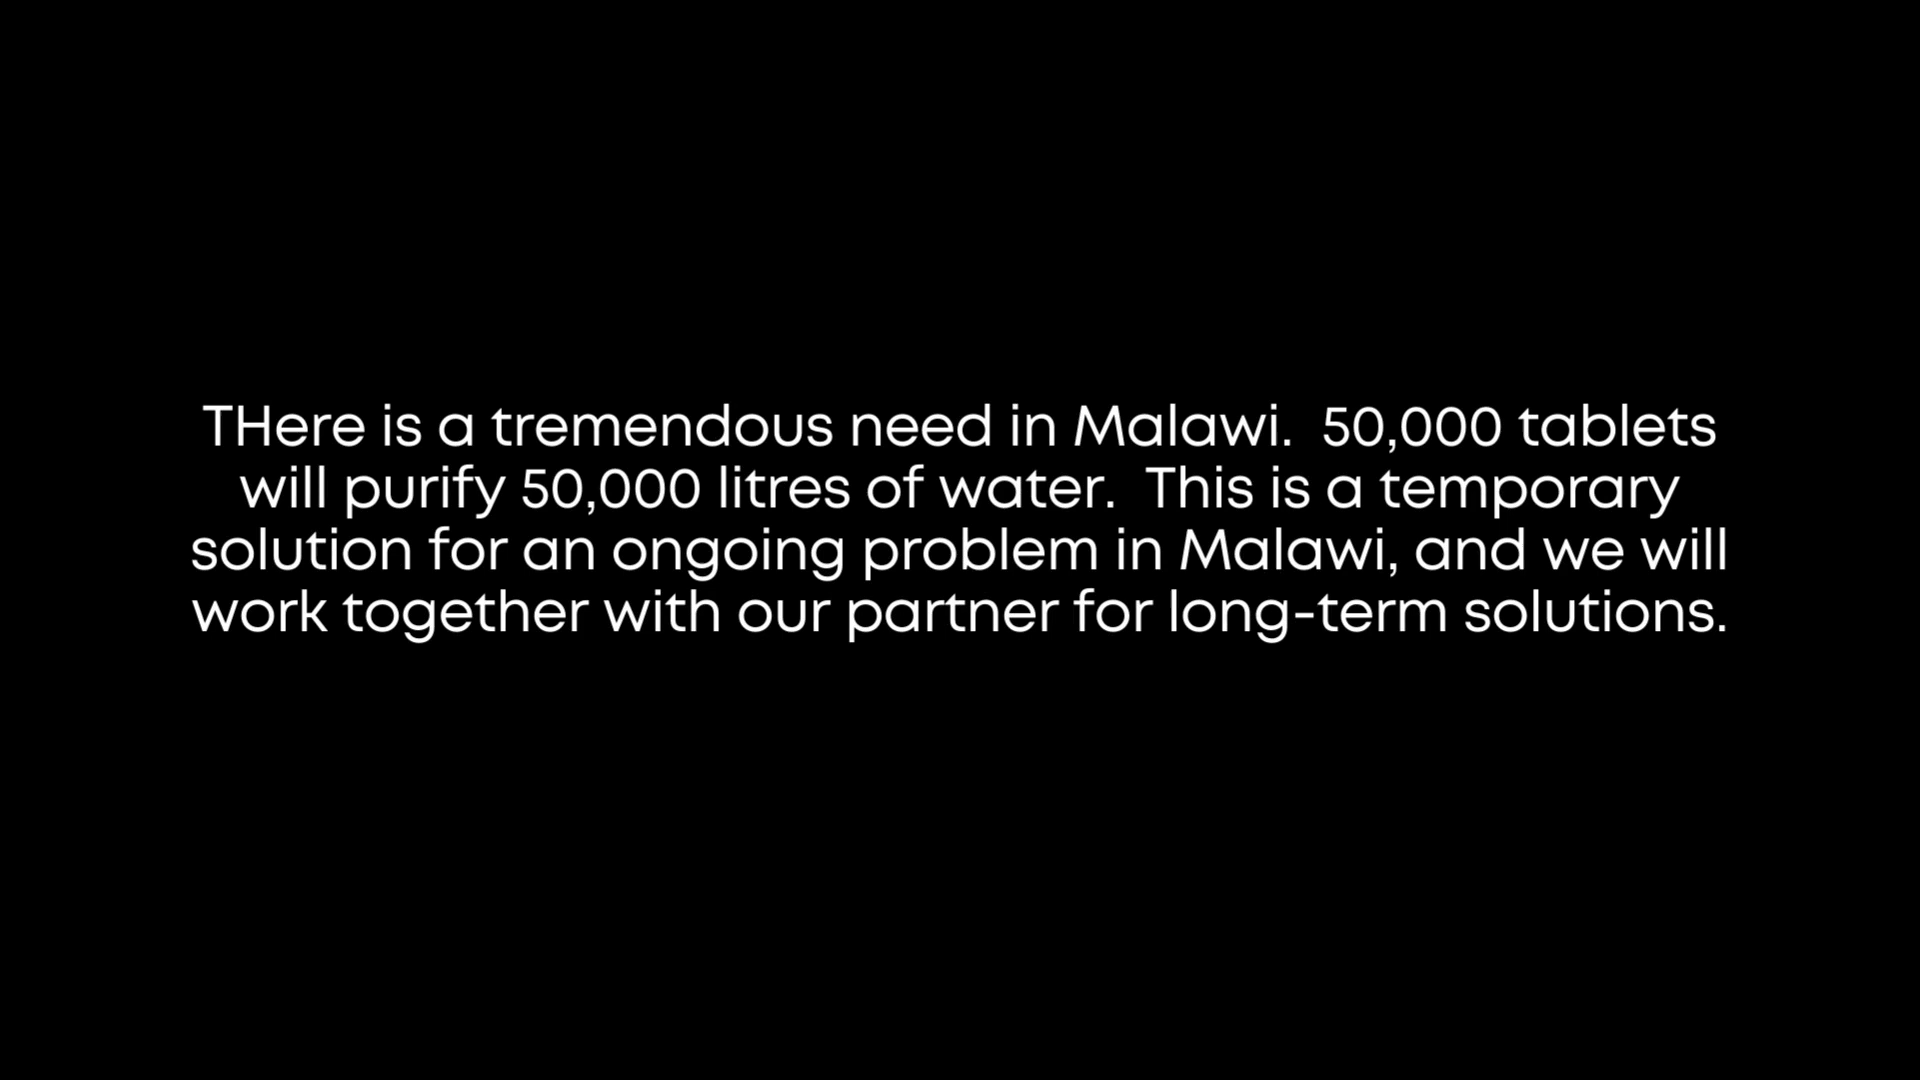 THere is a tremendous need in Malawi.  50,000 tablets
will purify 50,000 litres of water.  This is a temporary
solution for an ongoing problem in Malawi, and we will
work together with our partner for long-term solutions.